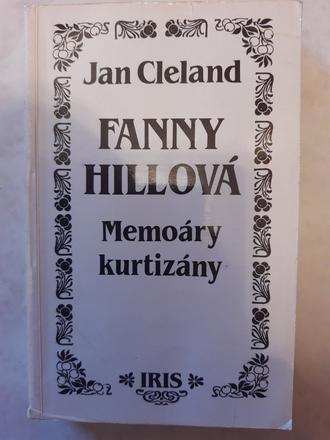 Jan Cleland
FANNY
HILLOVÁ
Memoáry
kurtizány
IRIS